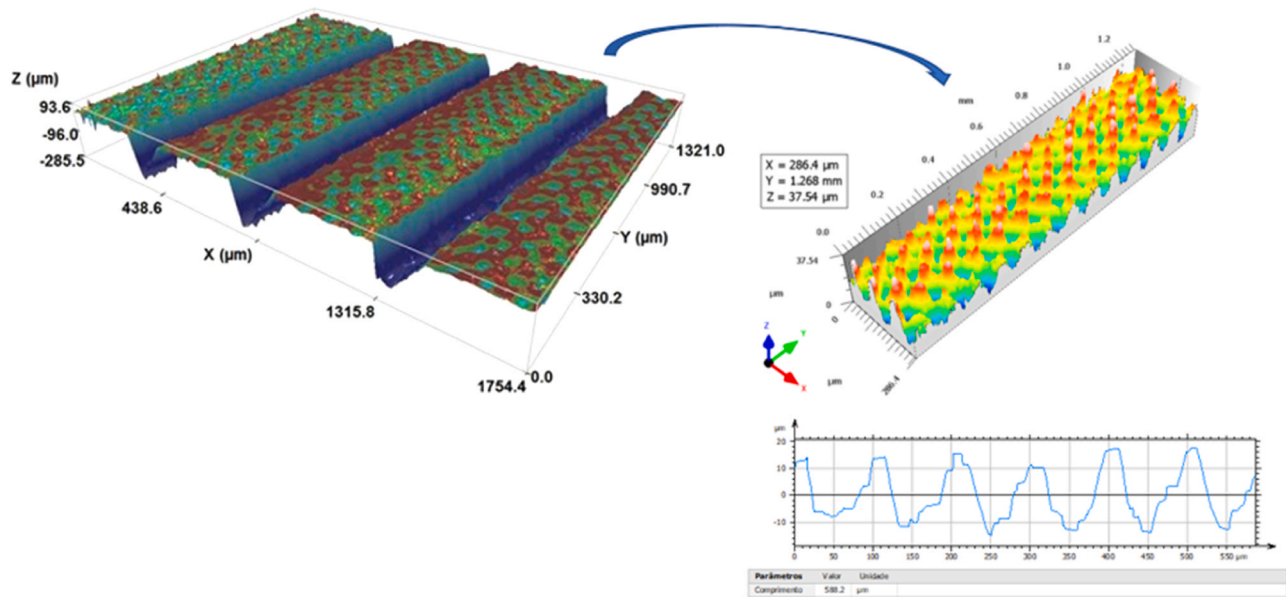 Z (µm)
93.6
-96.0
-285.5
438.6
X (µm)
1315.8
1754.4
0.0
330.2
Y (µm)
990.7
1321.0
1.2
1.0
mm
0.8
0.6
0.4
0.2
0.0
X = 286.4 µm
Y = 1.268 mm
Z = 37.54 µm
37.54
µm
0
0
µm
286.4
Z
Y
X
µm
20
10
0
-10
0 50 100 150 200 250 300 350 400 450 500 550 µm
Parâmetros Valor Unidade
Comprimento 588.2 µm